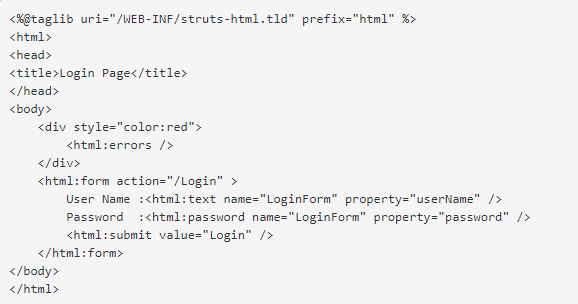 <%@taglib uri="/WEB-INF/struts-html.tld" prefix="html" %>
<html>
<head>
<title>Login Page</title>
</head>
<body>
    <div style="color:red">
        <html:errors />
    </div>
    <html:form action="/Login" >
        User Name :<html:text name="LoginForm" property="userName" />
        Password  :<html:password name="LoginForm" property="password" />
        <html:submit value="Login" />
    </html:form>
</body>
</html>